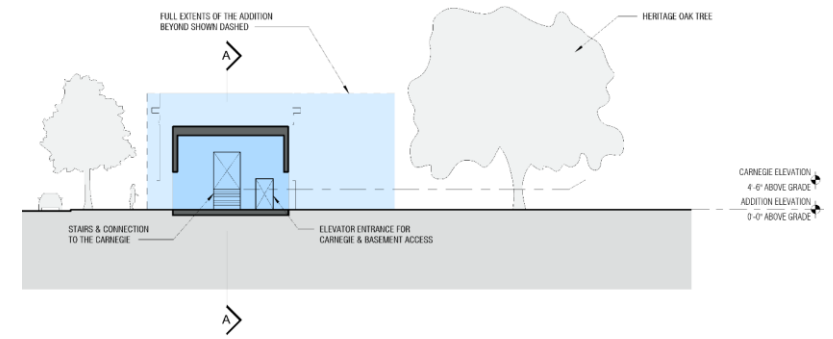 FULL EXTENTS OF THE ADDITION
BEYOND SHOWN DASHED
HERITAGE OAK TREE
A
CARNEGIE ELEVATION
4'-6" ABOVE GRADE
ADDITION ELEVATION
0'-0" ABOVE GRADE
STAIRS & CONNECTION
TO THE CARNEGIE
ELEVATOR ENTRANCE FOR
CARNEGIE & BASEMENT ACCESS
A